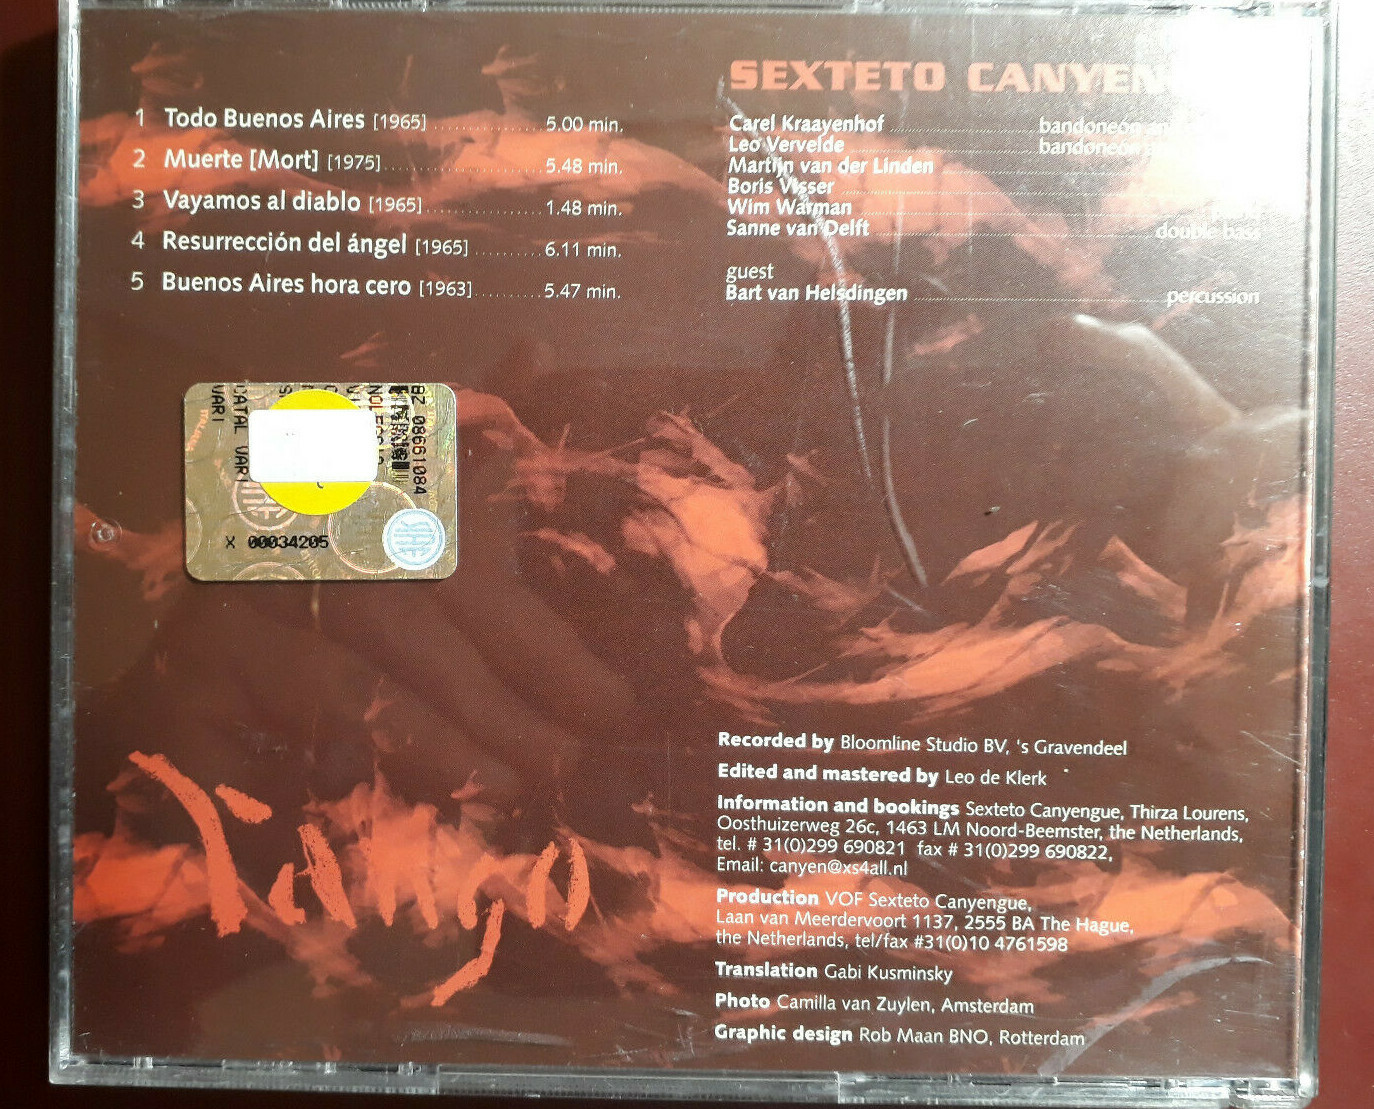 1 Todo Buenos Aires [1965] 5.00 min.
2 Muerte [Mort] [1975] 5.48 min.
3 Vayamos al diablo [1965] 1.48 min.
4 Resurrección del ángel [1965] 6.11 min.
5 Buenos Aires hora cero [1963] 5.47 min.
SEXTETO
Carel Kraayenhof bandoneon
Leo Vervelde bandoneon
Martijn van der Linden
Boris Visser
Wim Warman
Sanne van Delft double bass
guest
Bart van Helsdingen percussion
BZ 08661084
CATAL VARI
VARI
X 00034205
Tango
Recorded by Bloomline Studio BV, 's Gravendeel
Edited and mastered by Leo de Klerk
Information and bookings Sexteto Canyengue, Thirza Lourens,
Oosthuizerweg 26c, 1463 LM Noord-Beemster, the Netherlands,
tel. # 31(0)299 690821 fax # 31(0)299 690822,
Email: canyen@xs4all.nl
Production VOF Sexteto Canyengue,
Laan van Meerdervoort 1137, 2555 BA The Hague,
the Netherlands, tel/fax #31(0)10 4761598
Translation Gabi Kusminsky
Photo Camilla van Zuylen, Amsterdam
Graphic design Rob Maan BNO, Rotterdam